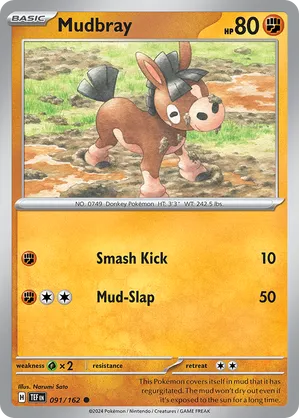 BASIC
Mudbray
HP 80
NO. 0749 Donkey Pokémon HT: 3'3" WT: 242.5 lbs.
Smash Kick 10
Mud-Slap 50
Illus. Narumi Sato
weakness ×2 resistance retreat
H TEF EN 091/162
This Pokémon covers itself in mud that it has
regurgitated. The mud won't dry out even if
it's exposed to the sun for a long time.
©2024 Pokémon / Nintendo / Creatures / GAME FREAK